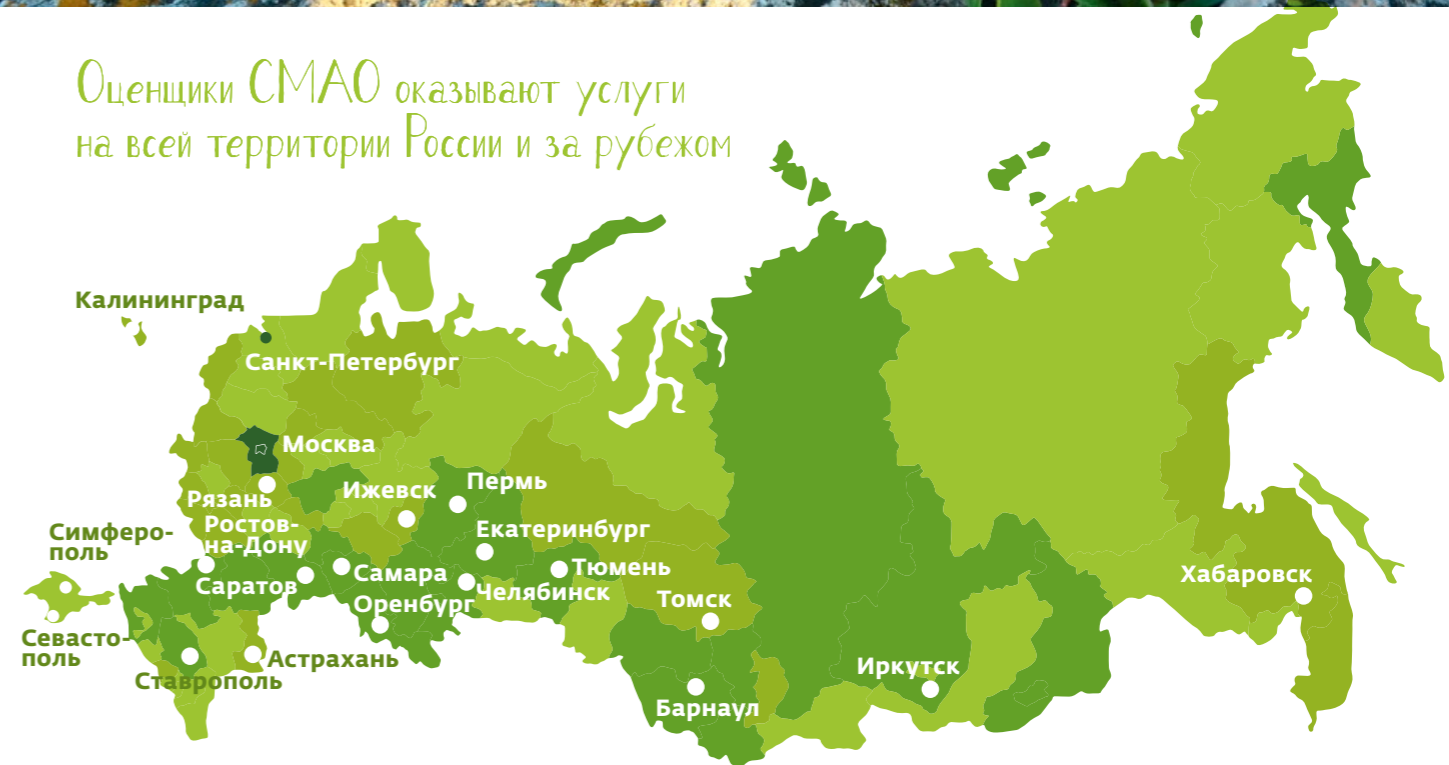 Оценщики СМАО оказывают услуги
на всей территории России и за рубежом
Калининград
Санкт-Петербург
Москва
Рязань
Ижевск
Пермь
Симферо-
поль
Ростов-
на-Дону
Екатеринбург
Саратов
Самара
Тюмень
Челябинск
Оренбург
Томск
Хабаровск
Севасто-
поль
Астрахань
Ставрополь
Иркутск
Барнаул